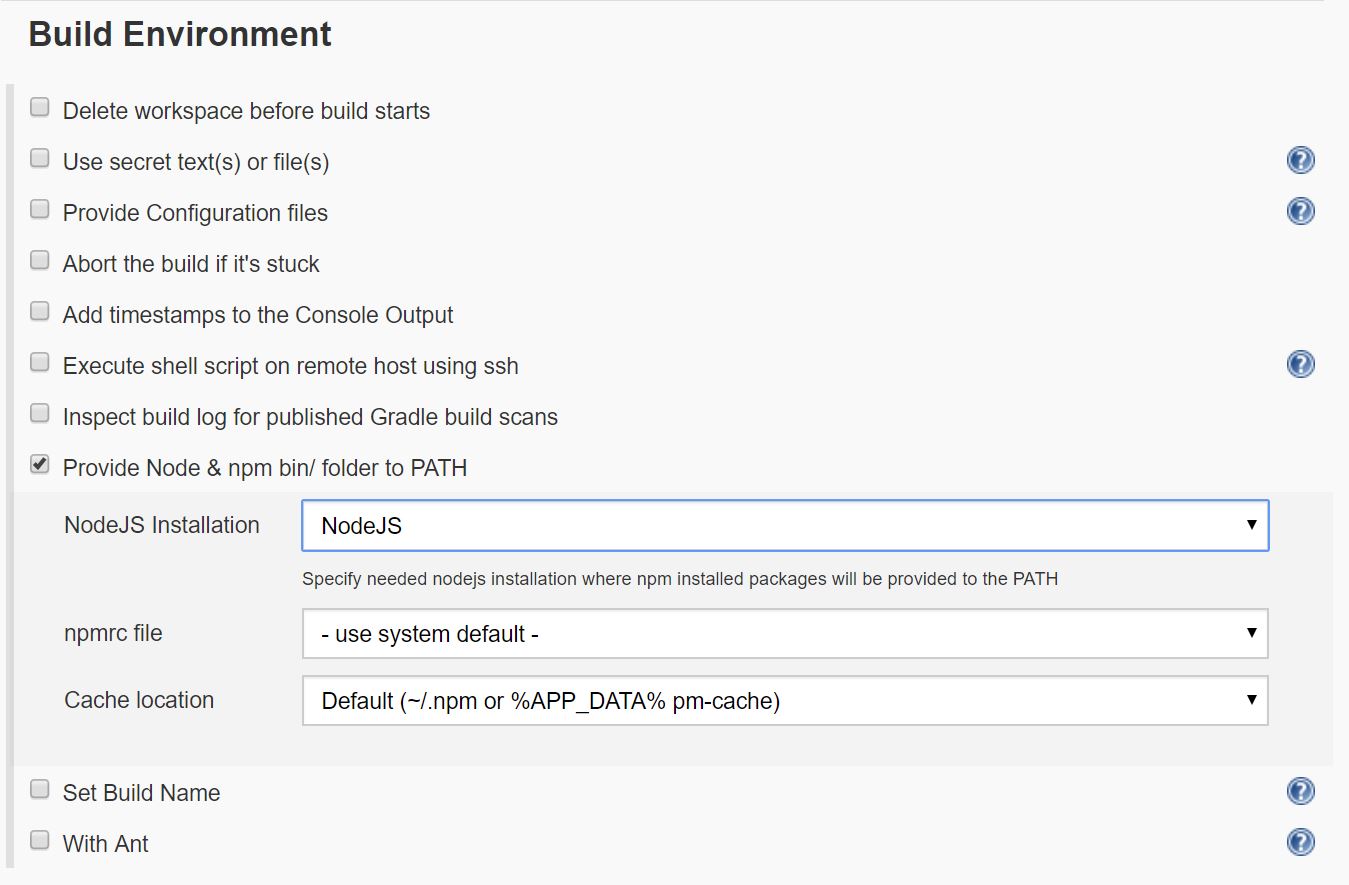 Build Environment
Delete workspace before build starts
Use secret text(s) or file(s)
Provide Configuration files
Abort the build if it's stuck
Add timestamps to the Console Output
Execute shell script on remote host using ssh
Inspect build log for published Gradle build scans
Provide Node & npm bin/ folder to PATH
NodeJS Installation NodeJS
Specify needed nodejs installation where npm installed packages will be provided to the PATH
npmrc file - use system default -
Cache location Default (~/.npm or %APP_DATA% pm-cache)
Set Build Name
With Ant